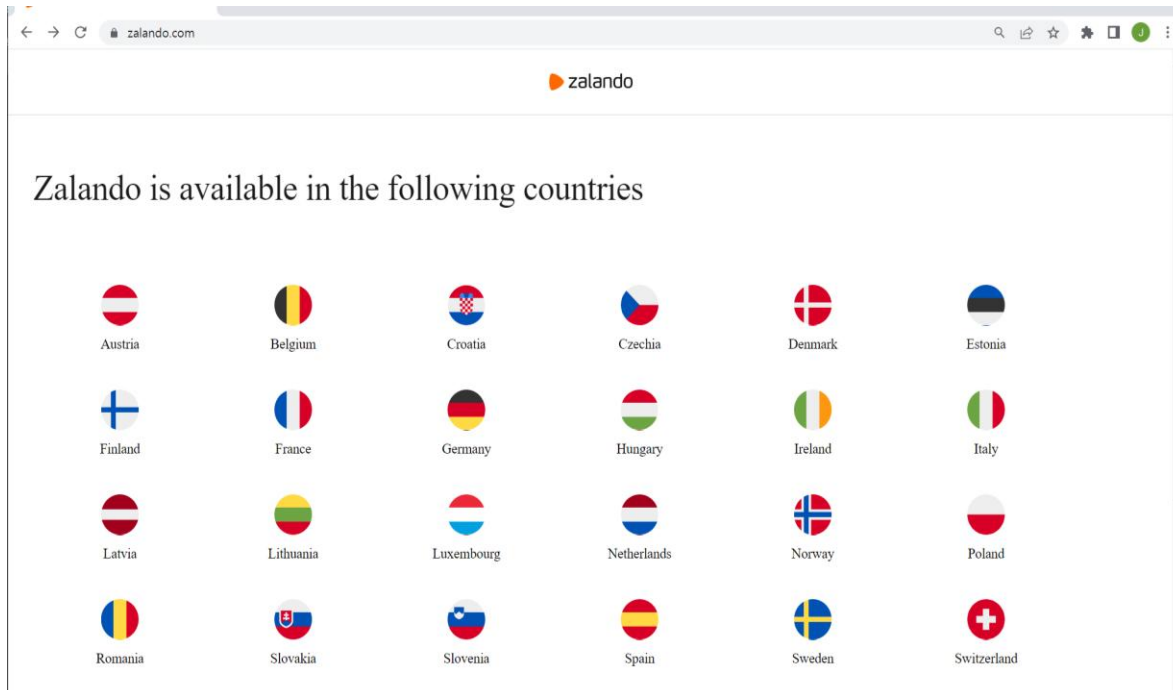 zalando.com
J
zalando
Zalando is available in the following countries
Austria Belgium Croatia Czechia Denmark Estonia
Finland France Germany Hungary Ireland Italy
Latvia Lithuania Luxembourg Netherlands Norway Poland
Romania Slovakia Slovenia Spain Sweden Switzerland